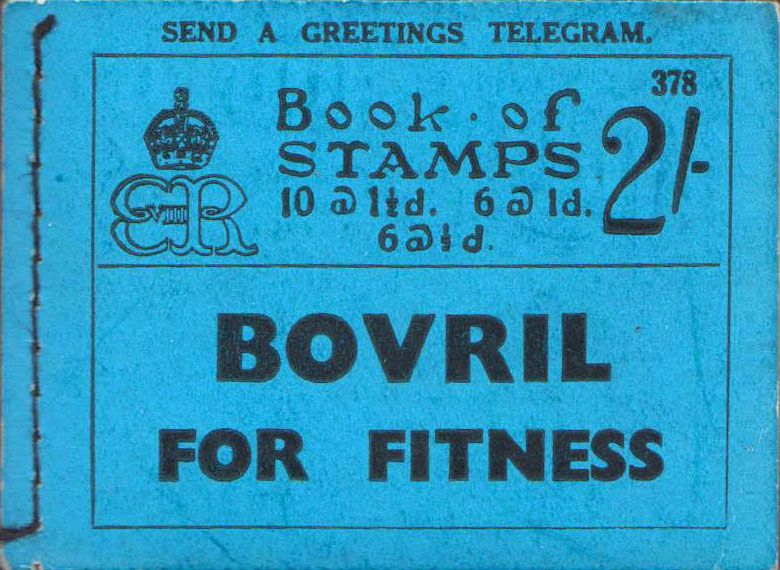 SEND A GREETINGS TELEGRAM.
378
Book · of
STAMPS
2/-
10 @ 1½d. 6 @ 1d.
6 @ ½d.
E VIII R
BOVRIL
FOR FITNESS